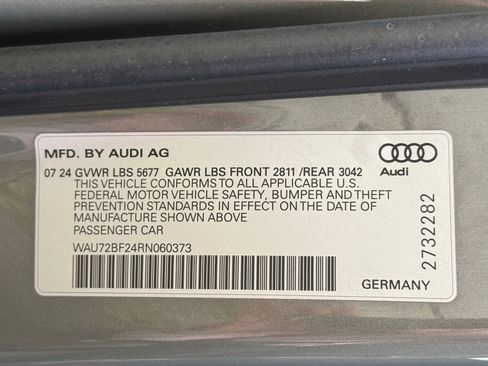 MFD. BY AUDI AG
Audi
07 24 GVWR LBS 5677 GAWR LBS FRONT 2811 /REAR 3042
THIS VEHICLE CONFORMS TO ALL APPLICABLE U.S.
FEDERAL MOTOR VEHICLE SAFETY, BUMPER AND THEFT
PREVENTION STANDARDS IN EFFECT ON THE DATE OF
MANUFACTURE SHOWN ABOVE
PASSENGER CAR
WAU72BF24RN060373
2732282
GERMANY